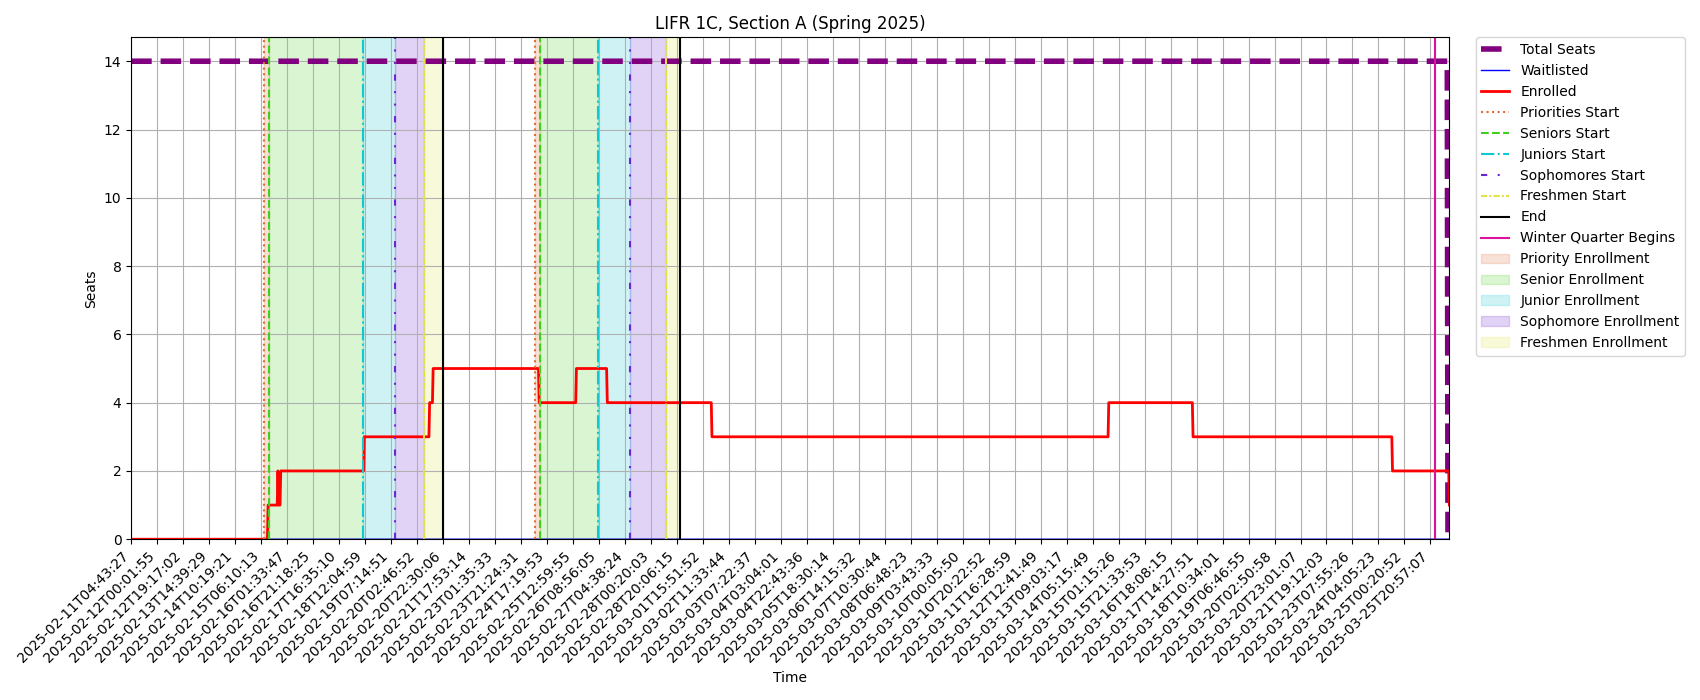 LIFR 1C, Section A (Spring 2025)
14
12
10
8
6
4
2
0
Seats
2025-02-11T04:43:27
2025-02-12T00:01:55
2025-02-12T19:17:02
2025-02-13T14:39:29
2025-02-14T10:19:21
2025-02-15T06:10:13
2025-02-16T01:33:47
2025-02-16T21:18:25
2025-02-17T16:35:10
2025-02-18T12:04:59
2025-02-19T07:14:51
2025-02-20T02:46:52
2025-02-20T22:30:06
2025-02-21T17:53:14
2025-02-23T01:35:33
2025-02-23T21:24:31
2025-02-24T17:19:53
2025-02-25T12:59:55
2025-02-26T08:56:05
2025-02-27T04:38:24
2025-02-28T00:20:03
2025-02-28T20:06:15
2025-03-01T15:51:52
2025-03-02T11:33:44
2025-03-03T07:22:37
2025-03-04T03:04:01
2025-03-04T22:43:36
2025-03-05T18:30:14
2025-03-06T14:15:32
2025-03-07T10:30:44
2025-03-08T06:48:23
2025-03-09T03:43:33
2025-03-10T00:05:50
2025-03-10T20:22:52
2025-03-11T16:28:59
2025-03-12T12:41:49
2025-03-13T09:03:17
2025-03-14T05:15:49
2025-03-15T01:15:26
2025-03-15T21:33:53
2025-03-16T18:08:15
2025-03-17T14:27:51
2025-03-18T10:34:01
2025-03-19T06:46:55
2025-03-20T02:50:58
2025-03-20T23:01:07
2025-03-21T19:12:03
2025-03-23T07:55:26
2025-03-24T04:05:23
2025-03-25T00:20:52
2025-03-25T20:57:07
Time
Total Seats
Waitlisted
Enrolled
Priorities Start
Seniors Start
Juniors Start
Sophomores Start
Freshmen Start
End
Winter Quarter Begins
Priority Enrollment
Senior Enrollment
Junior Enrollment
Sophomore Enrollment
Freshmen Enrollment